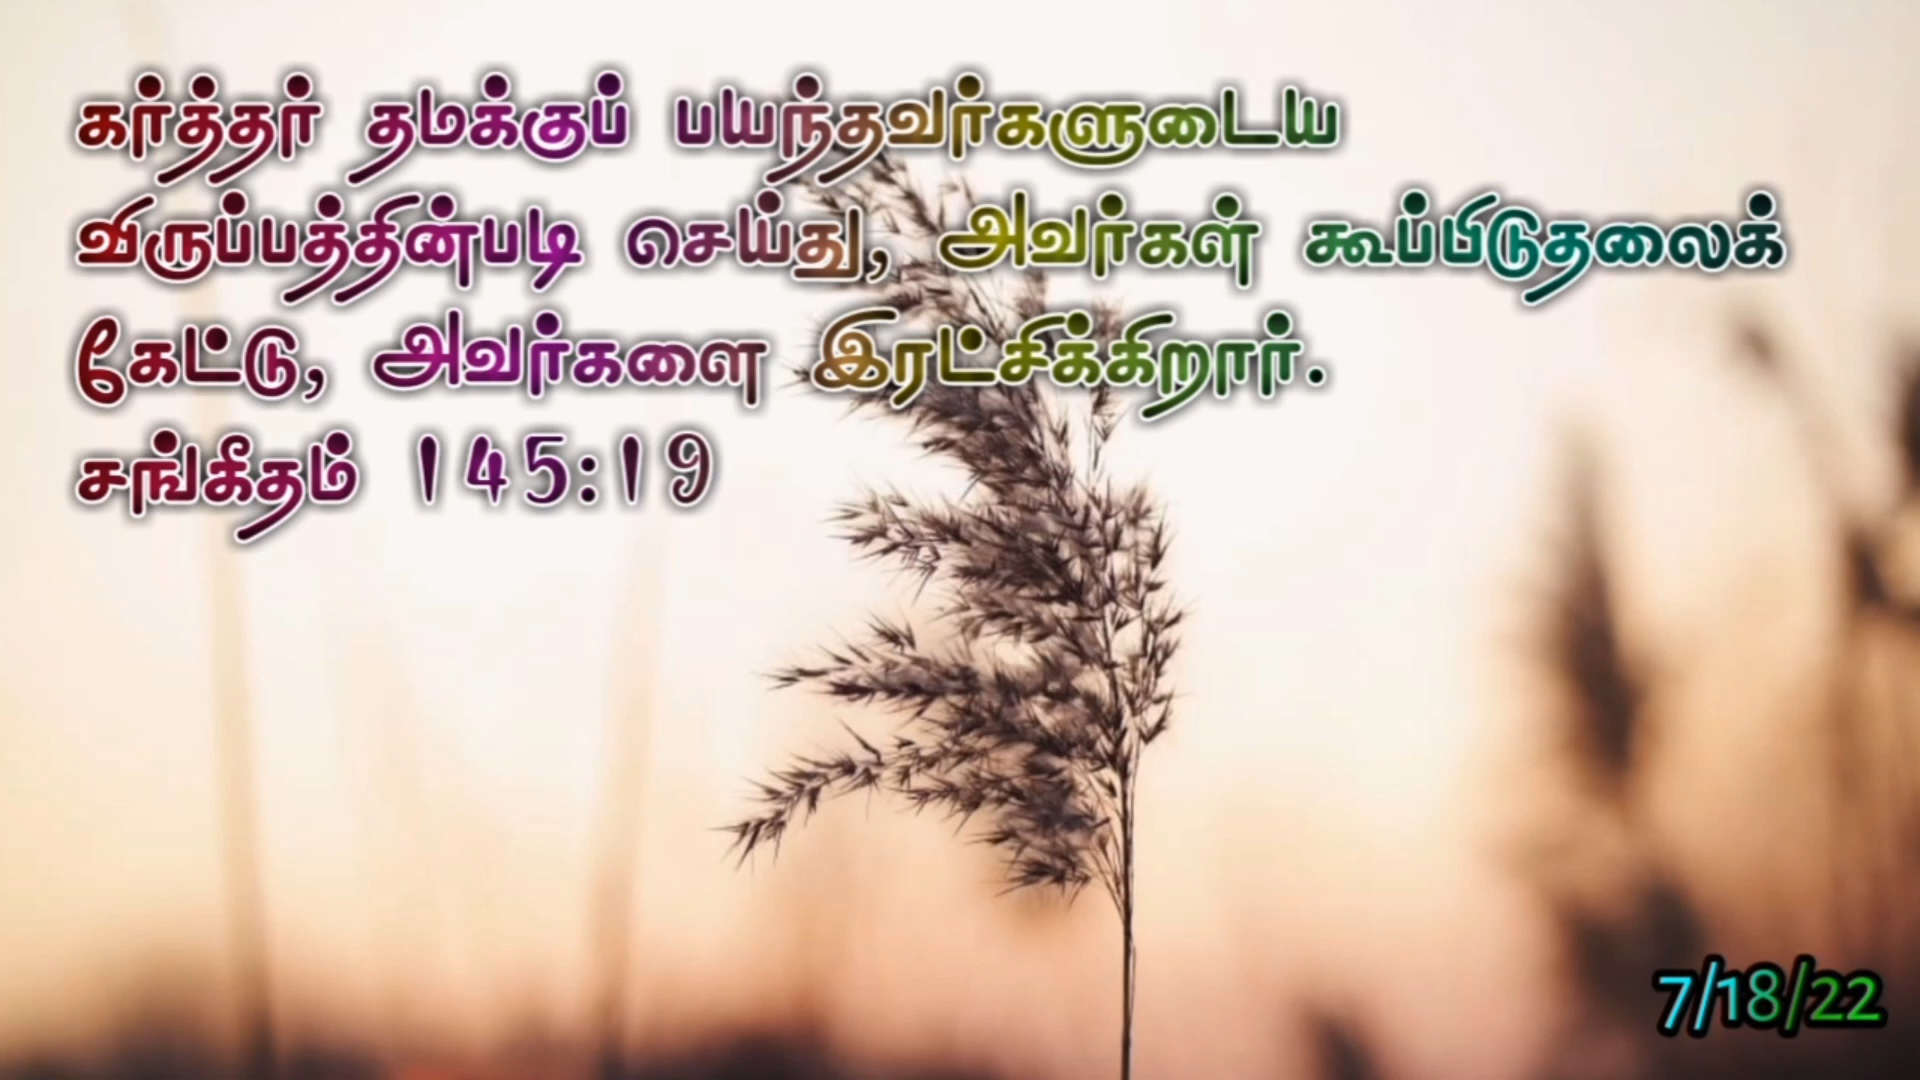 கர்த்தர் தமக்குப் பயந்தவர்களுடைய
விருப்பத்தின்படி செய்து, அவர்கள் கூப்பிடுதலைக்
கேட்டு, அவர்களை இரட்சிக்கிறார்.
சங்கீதம் 145:19
7/18/22